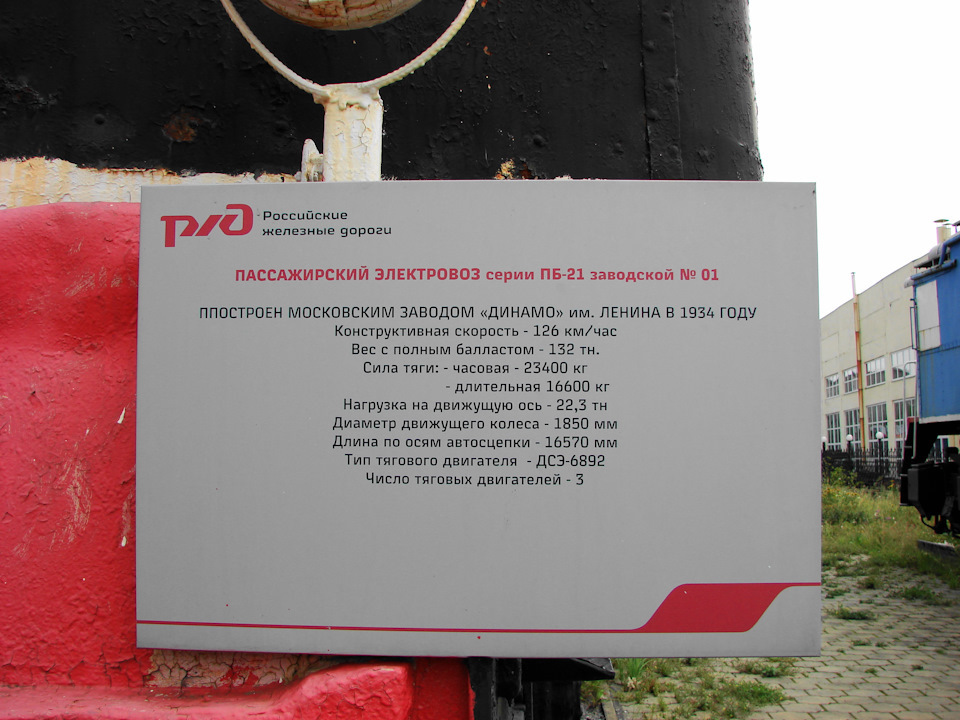 РЖД Российские
железные дороги
ПАССАЖИРСКИЙ ЭЛЕКТРОВОЗ серии ПБ-21 заводской № 01
ППОСТРОЕН МОСКОВСКИМ ЗАВОДОМ «ДИНАМО» им. ЛЕНИНА В 1934 ГОДУ
Конструктивная скорость - 126 км/час
Вес с полным балластом - 132 тн.
Сила тяги: - часовая - 23400 кг
- длительная 16600 кг
Нагрузка на движущую ось - 22,3 тн
Диаметр движущего колеса - 1850 мм
Длина по осям автосцепки - 16570 мм
Тип тягового двигателя - ДСЭ-6892
Число тяговых двигателей - 3